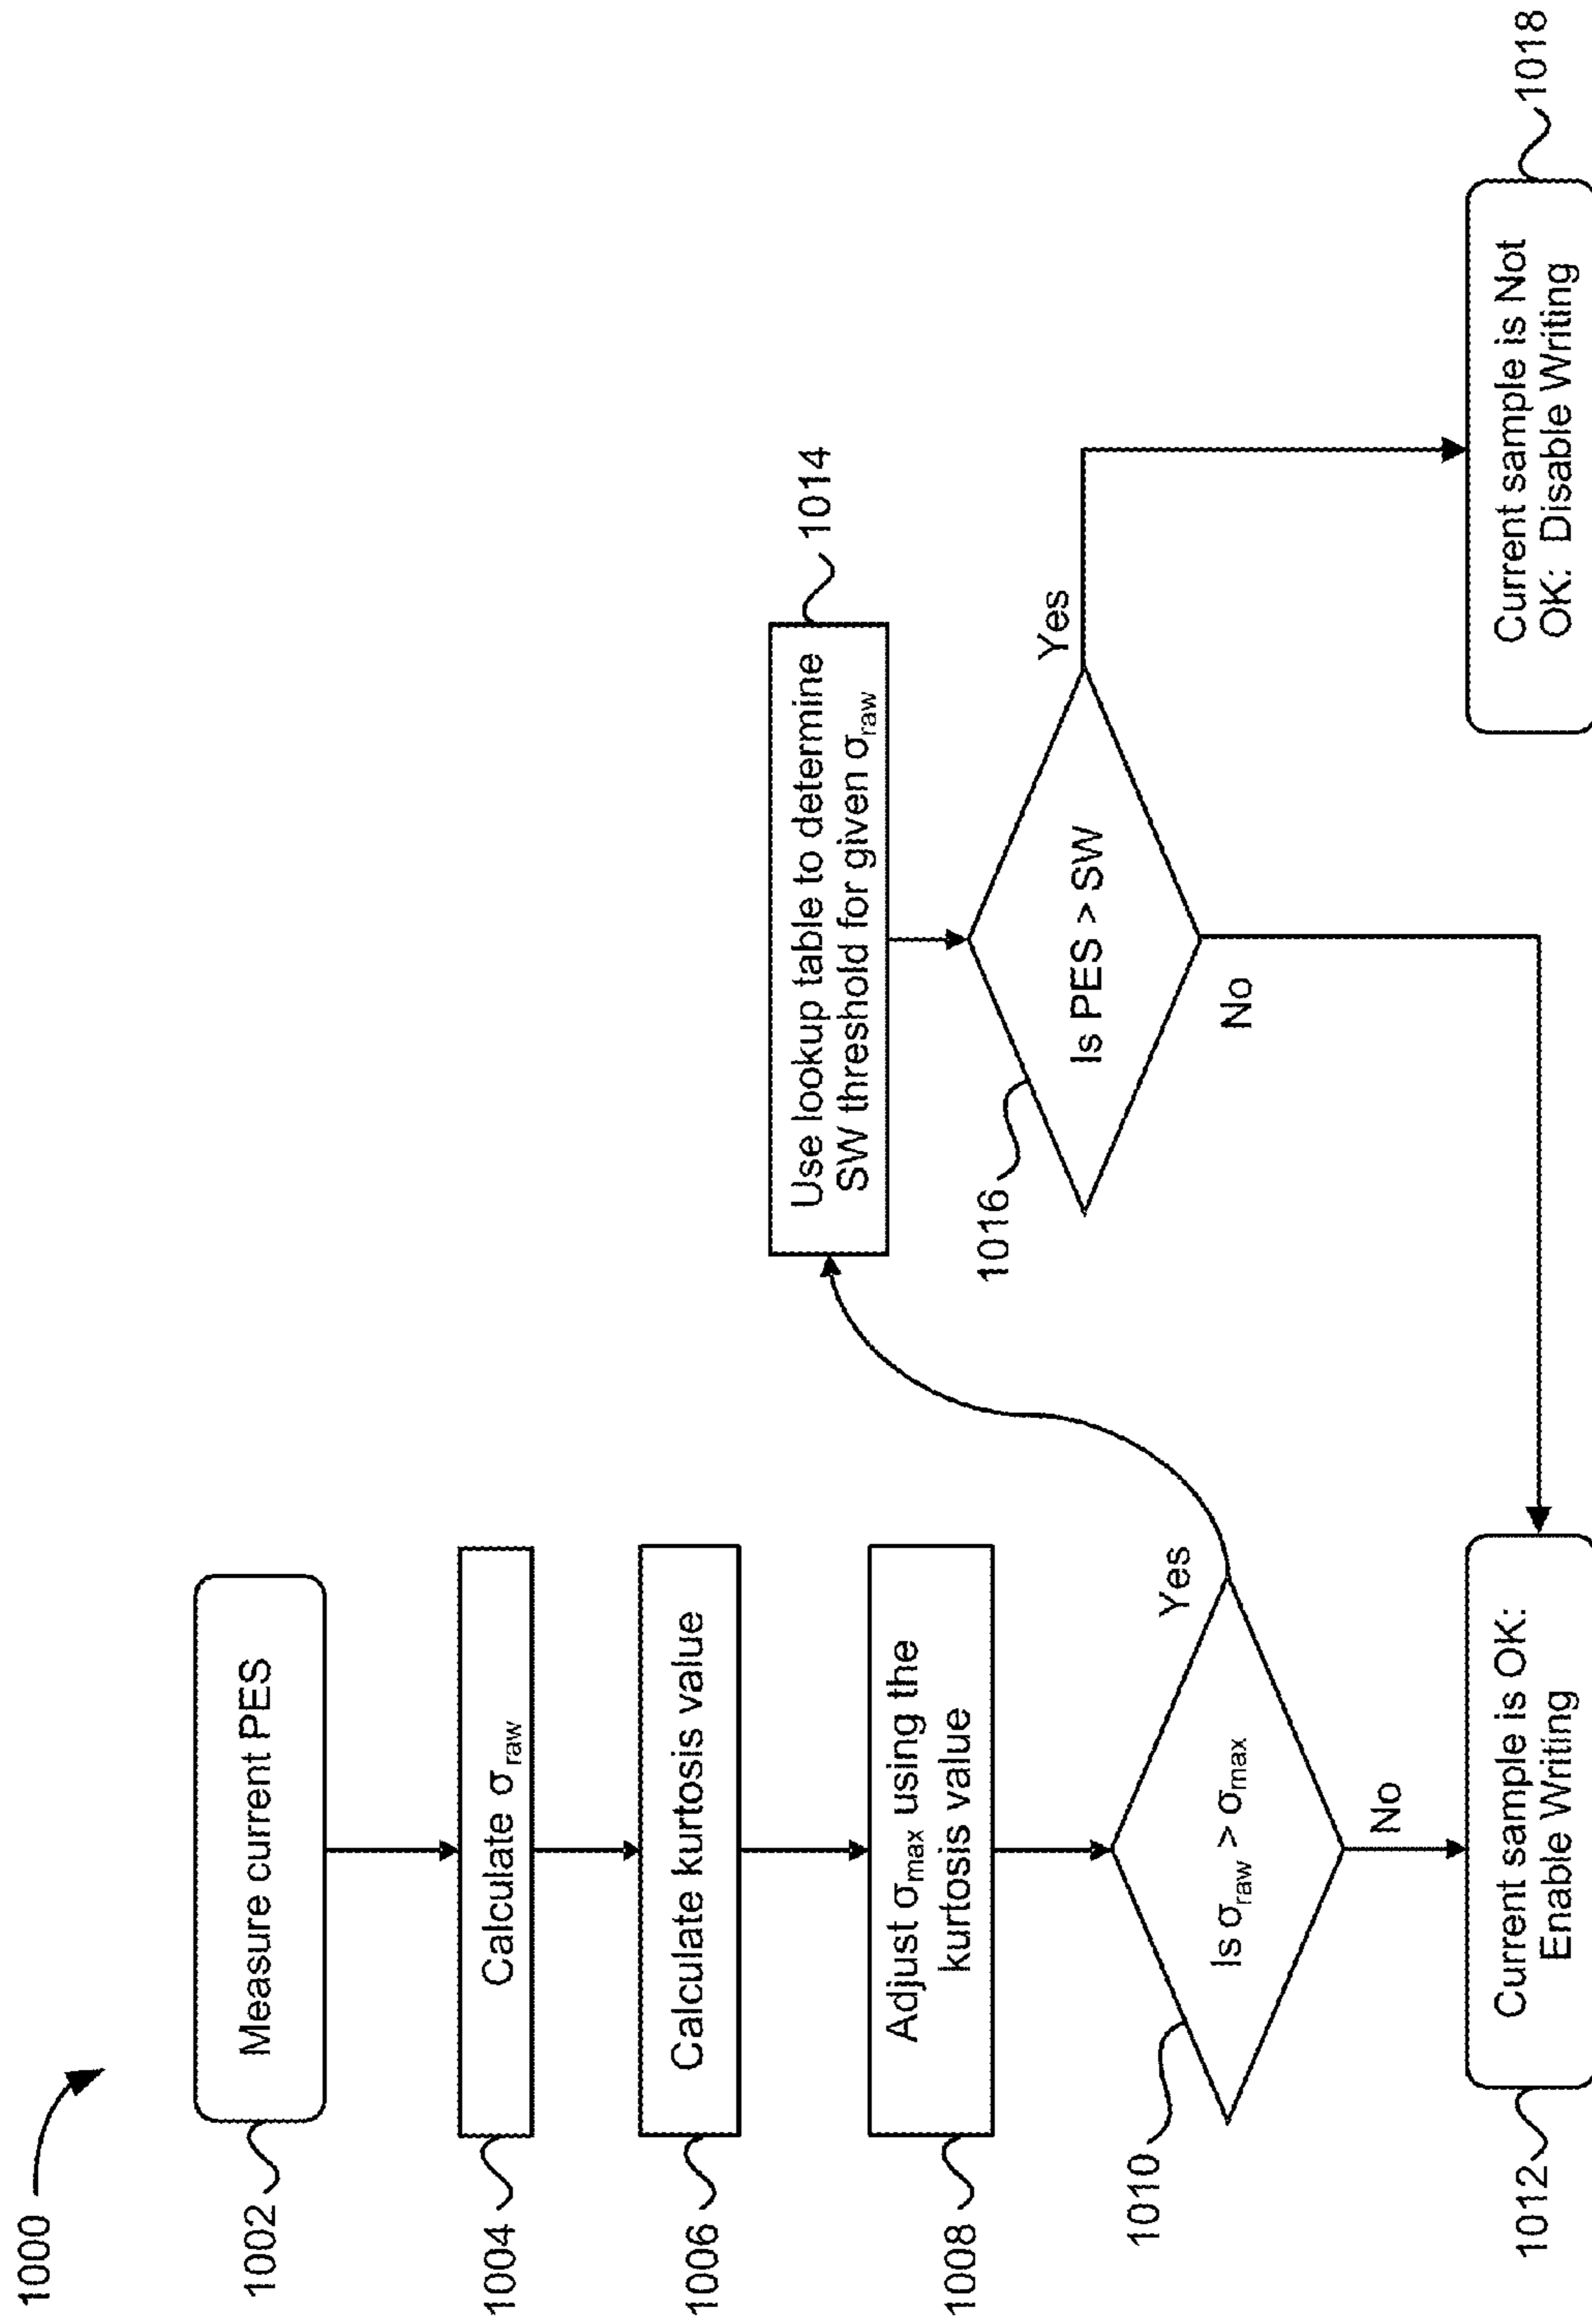 1000
1002
Measure current PES
1004
Calculate σraw
1006
Calculate kurtosis value
1008
Adjust σmax using the
kurtosis value
1010
Is σraw > σmax
Yes
No
1012
Current sample is OK:
Enable Writing
1014
Use lookup table to determine
SW threshold for given σraw
1016
Is PES > SW
Yes
No
1018
Current sample is Not
OK: Disable Writing